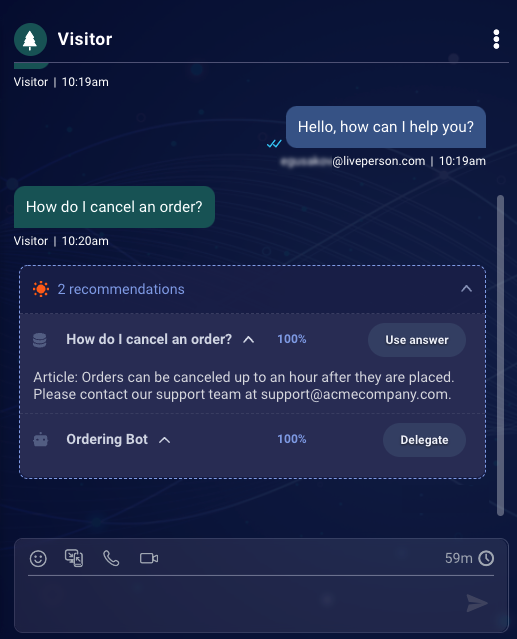 Visitor
Visitor | 10:19am
Hello, how can I help you?
@liveperson.com | 10:19am
How do I cancel an order?
Visitor | 10:20am
2 recommendations
How do I cancel an order? 100% Use answer
Article: Orders can be canceled up to an hour after they are placed.
Please contact our support team at support@acmecompany.com.
Ordering Bot 100% Delegate
59m